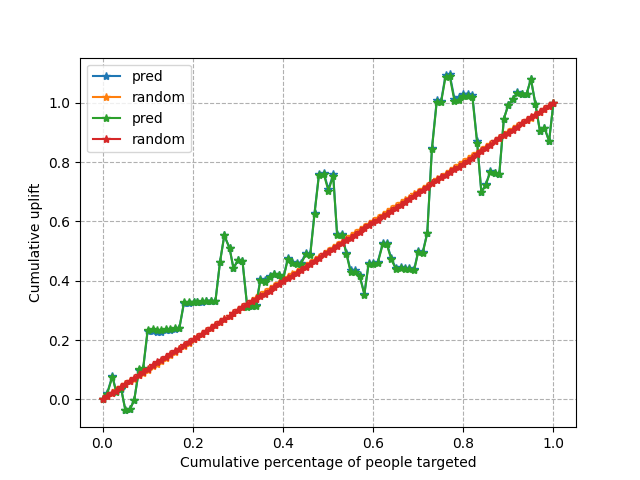 pred
random
pred
random
1.0
0.8
0.6
0.4
0.2
0.0
Cumulative uplift
0.0 0.2 0.4 0.6 0.8 1.0
Cumulative percentage of people targeted